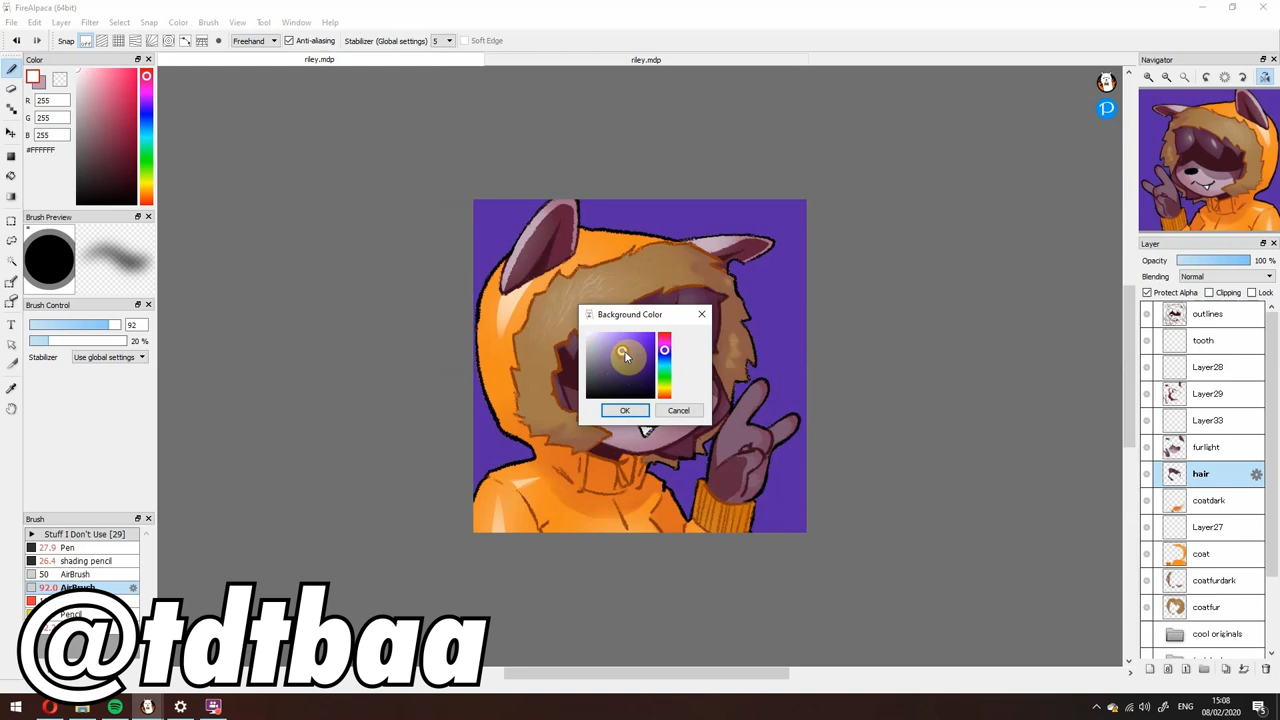 FireAlpaca (64bit)
File Edit Layer Filter Select Snap Color Brush View Tool Window Help
Snap OFF Freehand Anti-aliasing Stabilizer (Global settings) 5 Soft Edge
Color riley.mdp riley.mdp Navigator
R 255
G 255
B 255
#FFFFFF
Brush Preview
Brush Control
92
20 %
Stabilizer Use global settings
Background Color
OK Cancel
Layer
Opacity 100 %
Blending Normal
Protect Alpha Clipping Lock
outlines
tooth
Layer28
Layer29
Layer33
furlight
hair
coatdark
Layer27
coat
coatfurdark
coatfur
cool originals
Brush
Stuff I Don't Use [29]
27.9 Pen
26.4 shading pencil
50 AirBrush
92.0 AirBrush
Pencil
@tdtbaa
ENG 15:08
08/02/2020